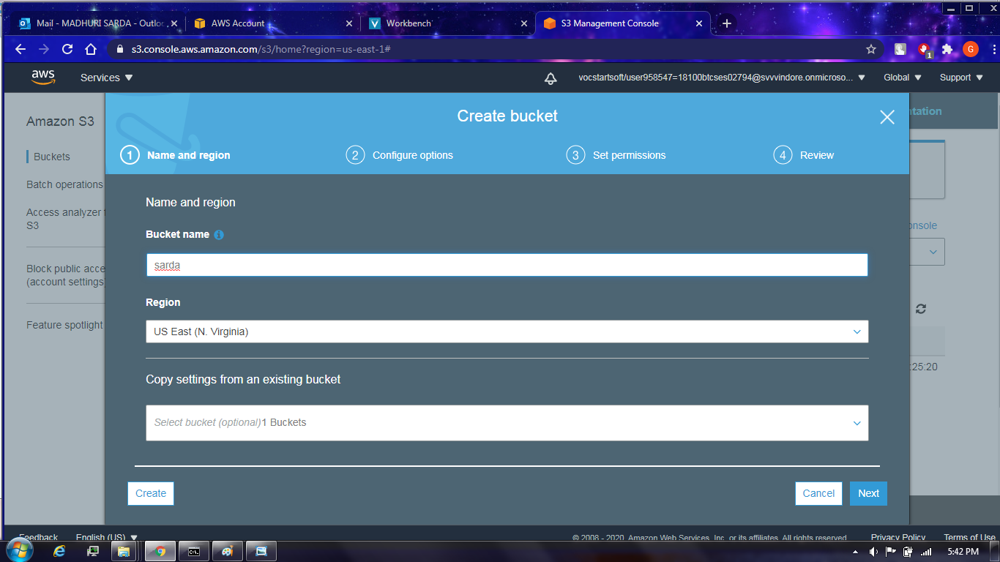 Mail - MADHURI SARDA - Outloo
AWS Account
Workbench
S3 Management Console
s3.console.aws.amazon.com/s3/home?region=us-east-1#
1
G
aws
Services
vocstartsoft/user958547=18100btcses02794@svvvindore.onmicroso...
Global
Support
Amazon S3
Buckets
Batch operations
Access analyzer f
S3
Block public acce
(account settings)
Feature spotlight
ntation
onsole
:25:20
Create bucket
1 Name and region
2 Configure options
3 Set permissions
4 Review
Name and region
Bucket name
sarda
Region
US East (N. Virginia)
Copy settings from an existing bucket
Select bucket (optional)1 Buckets
Create
Cancel
Next
Feedback
English (US)
© 2008 - 2020, Amazon Web Services, Inc. or its affiliates. All rights reserved.
Privacy Policy
Terms of Use
C:\.
5:42 PM